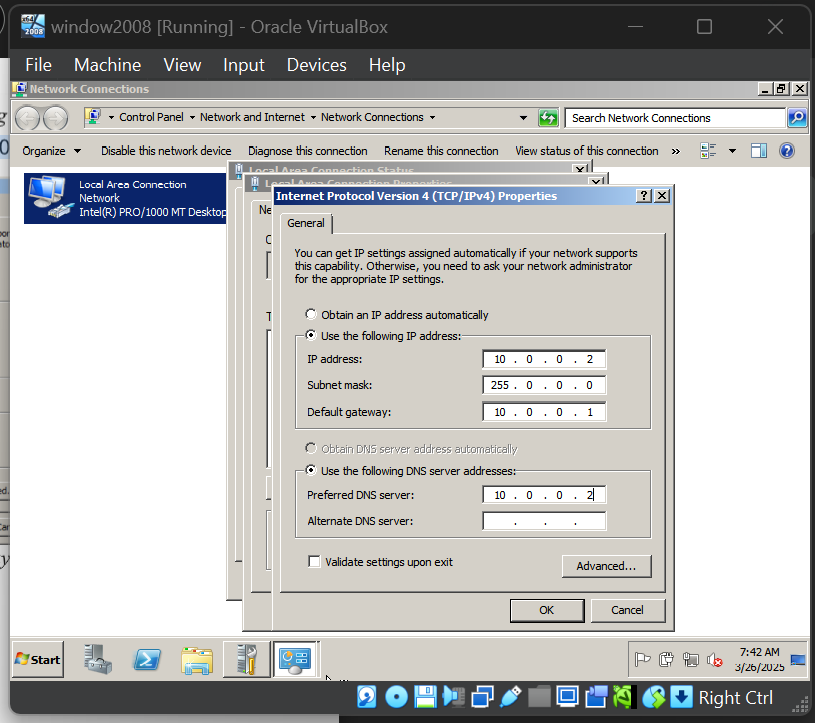 window2008 [Running] - Oracle VirtualBox
File Machine View Input Devices Help
Network Connections
Control Panel Network and Internet Network Connections Search Network Connections
Organize Disable this network device Diagnose this connection Rename this connection View status of this connection »
Local Area Connection Status
Local Area Connection
Network
Intel(R) PRO/1000 MT Desktop
Local Area Connection Properties
Internet Protocol Version 4 (TCP/IPv4) Properties
General
You can get IP settings assigned automatically if your network supports
this capability. Otherwise, you need to ask your network administrator
for the appropriate IP settings.
Obtain an IP address automatically
Use the following IP address:
IP address: 10 . 0 . 0 . 2
Subnet mask: 255 . 0 . 0 . 0
Default gateway: 10 . 0 . 0 . 1
Obtain DNS server address automatically
Use the following DNS server addresses:
Preferred DNS server: 10 . 0 . 0 . 2
Alternate DNS server: . . .
Validate settings upon exit
Advanced...
OK Cancel
Start
7:42 AM
3/26/2025
Right Ctrl